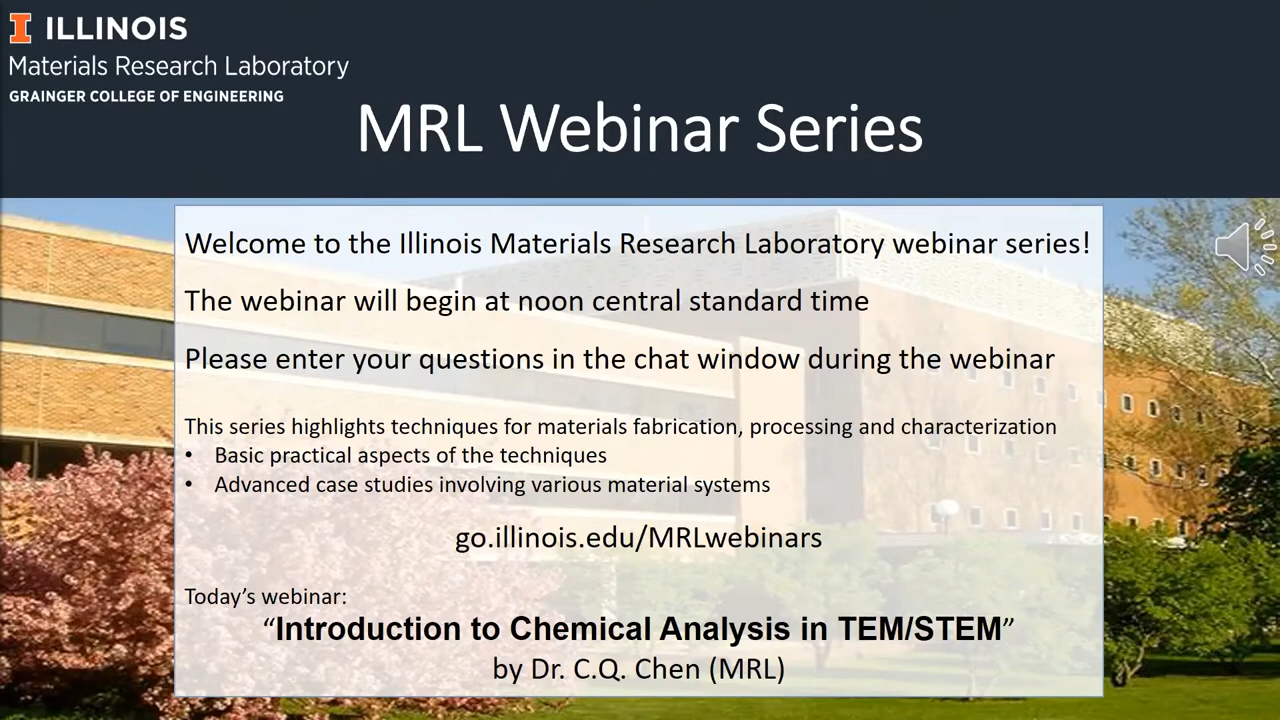 ILLINOIS
Materials Research Laboratory
GRAINGER COLLEGE OF ENGINEERING
MRL Webinar Series
Welcome to the Illinois Materials Research Laboratory webinar series!
The webinar will begin at noon central standard time
Please enter your questions in the chat window during the webinar
This series highlights techniques for materials fabrication, processing and characterization
• Basic practical aspects of the techniques
• Advanced case studies involving various material systems
go.illinois.edu/MRLwebinars
Today’s webinar:
“Introduction to Chemical Analysis in TEM/STEM”
by Dr. C.Q. Chen (MRL)